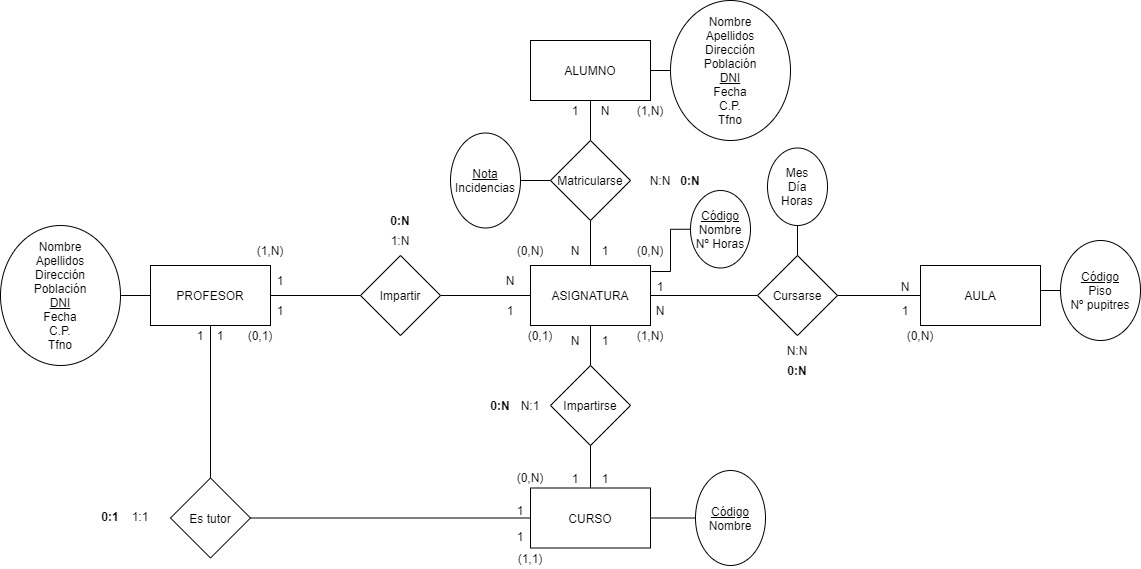 Nombre
Apellidos
Dirección
Población
DNI
Fecha
C.P.
Tfno
ALUMNO
1 N (1,N)
Nota
Incidencias
Matricularse
N:N 0:N
Mes
Día
Horas
Código
Nombre
Nº Horas
0:N
1:N
(0,N) N 1 (0,N)
Nombre
Apellidos
Dirección
Población
DNI
Fecha
C.P.
Tfno
(1,N)
PROFESOR
1
1
(0,1)
1 1
Impartir
N
1
(0,1)
ASIGNATURA
1
N
(1,N)
N 1
Cursarse
N:N
0:N
N
1
(0,N)
AULA
Código
Piso
Nº pupitres
0:N N:1
Impartirse
(0,N) 1 1
0:1 1:1
Es tutor
1
1
(1,1)
CURSO
Código
Nombre